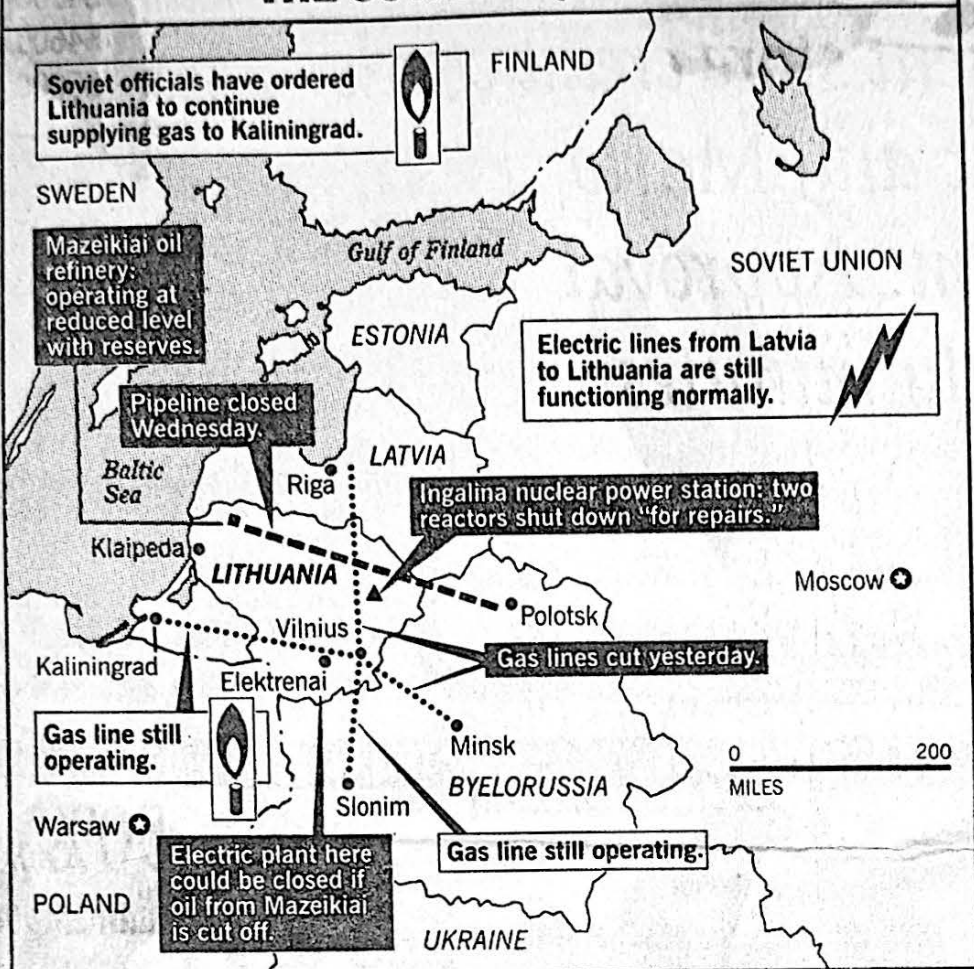 Soviet officials have ordered
Lithuania to continue
supplying gas to Kaliningrad.
FINLAND
SWEDEN
Mazeikiai oil
refinery:
operating at
reduced level
with reserves.
Gulf of Finland
SOVIET UNION
ESTONIA
Electric lines from Latvia
to Lithuania are still
functioning normally.
Pipeline closed
Wednesday.
Baltic
Sea
LATVIA
Riga
Ingalina nuclear power station: two
reactors shut down "for repairs."
Klaipeda
LITHUANIA
Moscow
Polotsk
Vilnius
Kaliningrad
Elektrenai
Gas lines cut yesterday.
Gas line still
operating.
Minsk
0 200
MILES
BYELORUSSIA
Slonim
Warsaw
Electric plant here
could be closed if
oil from Mazeikiai
is cut off.
Gas line still operating.
POLAND
UKRAINE